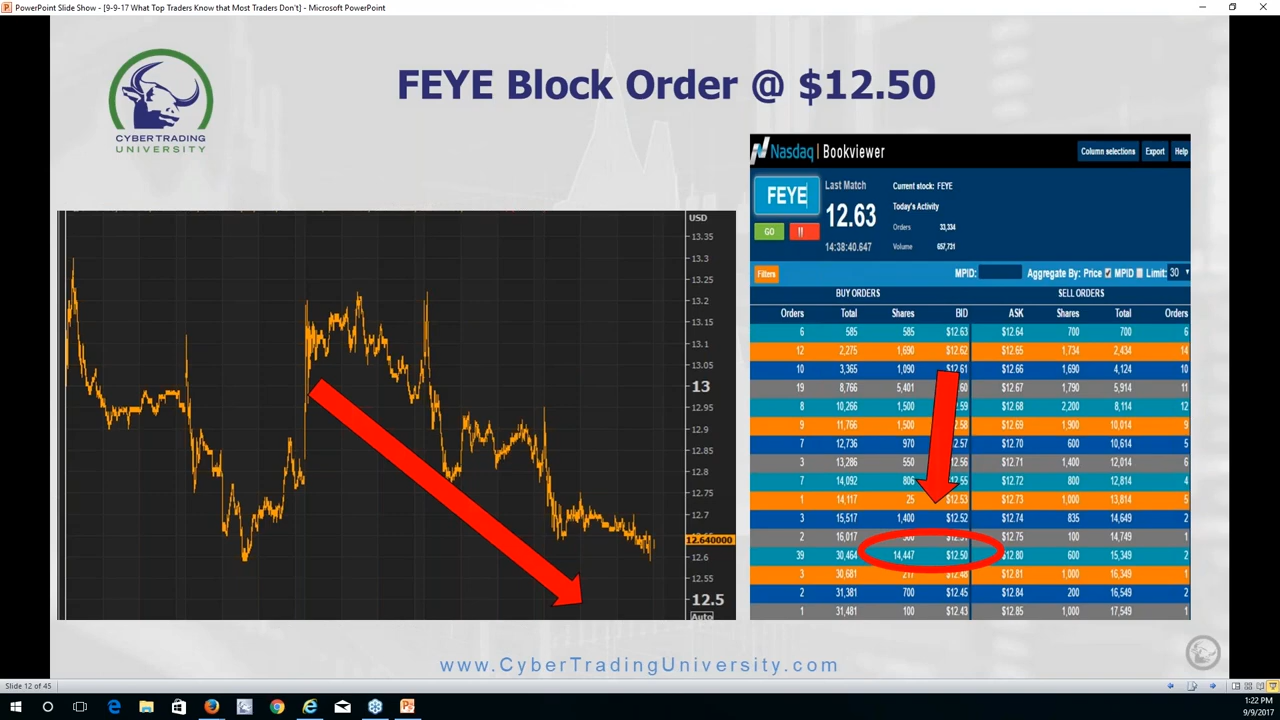 PowerPoint Slide Show - [9-9-17 What Top Traders Know that Most Traders Don't] - Microsoft PowerPoint
CYBERTRADING
UNIVERSITY
FEYE Block Order @ $12.50
USD
13.35
13.3
13.25
13.2
13.15
13.1
13.05
13
12.95
12.9
12.85
12.8
12.75
12.7
12.640000
12.6
12.55
12.5
Auto
Nasdaq | Bookviewer
Column selections Export Help
FEYE Last Match Current stock: FEYE
12.63 Today's Activity
GO !! Orders 33,334
14:38:40.647 Volume 657,731
Filters MPID: Aggregate By: Price MPID Limit: 30
BUY ORDERS SELL ORDERS
Orders Total Shares BID ASK Shares Total Orders
6 585 585 $12.63 $12.64 700 700 6
12 2,275 1,690 $12.62 $12.65 1,734 2,434 14
10 3,365 1,090 $12.61 $12.66 1,690 4,124 10
19 8,766 5,401 .60 $12.67 1,790 5,914 11
8 10,266 1,500 .59 $12.68 2,200 8,114 12
9 11,766 1,500 .58 $12.69 1,900 10,014 9
7 12,736 970 .57 $12.70 600 10,614 5
3 13,286 550 .56 $12.71 1,400 12,014 6
7 14,092 806 .55 $12.72 800 12,814 4
1 14,117 25 $12.53 $12.73 1,000 13,814 5
3 15,517 1,400 $12.52 $12.74 835 14,649 2
2 16,017 $12.75 100 14,749 1
39 30,464 14,447 $12.50 $12.80 600 15,349 2
3 30,681 217 $12.48 $12.81 1,000 16,349 1
2 31,381 700 $12.45 $12.84 200 16,549 2
1 31,481 100 $12.43 $12.85 1,000 17,549 1
www.CyberTradingUniversity.com
Slide 12 of 45
1:22 PM
9/9/2017